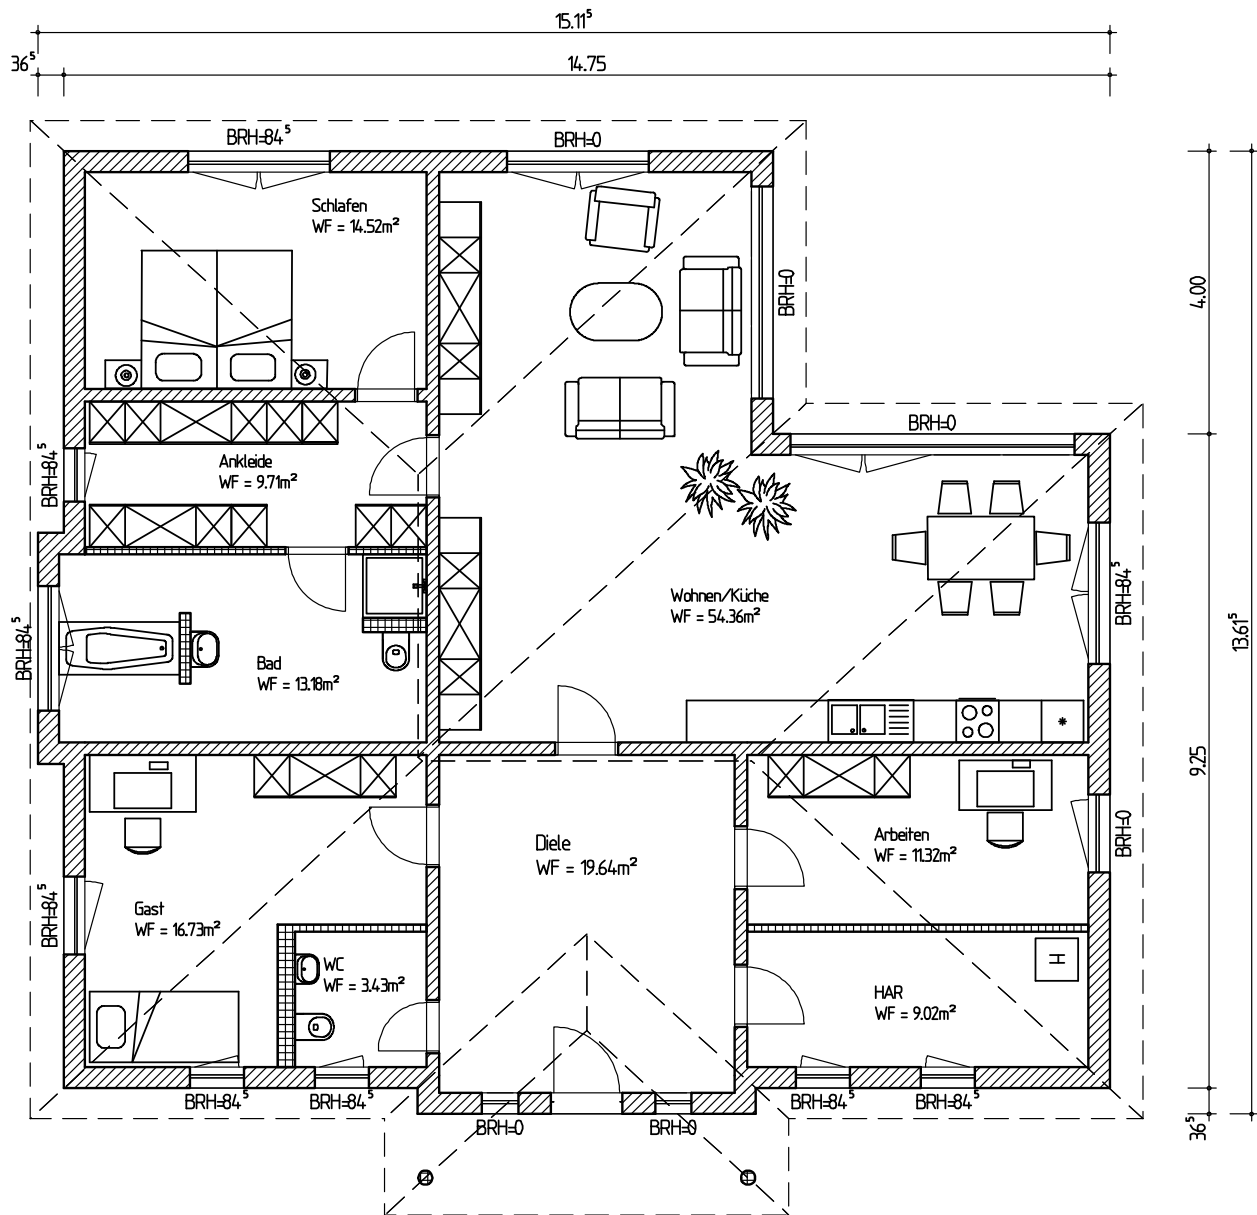 15.11⁵
36⁵
14.75
BRH=84⁵
BRH=0
Schlafen
WF = 14.52m²
BRH=0
4.00
BRH=0
BRH=84⁵
Ankleide
WF = 9.71m²
Wohnen/Küche
WF = 54.36m²
BRH=84⁵
13.61⁵
BRH=84⁵
Bad
WF = 13.18m²
9.25
Diele
WF = 19.64m²
Arbeiten
WF = 11.32m²
BRH=0
BRH=84⁵
Gast
WF = 16.73m²
WC
WF = 3.43m²
H
HAR
WF = 9.02m²
BRH=84⁵
BRH=84⁵
BRH=84⁵
BRH=84⁵
BRH=0
BRH=0
36⁵